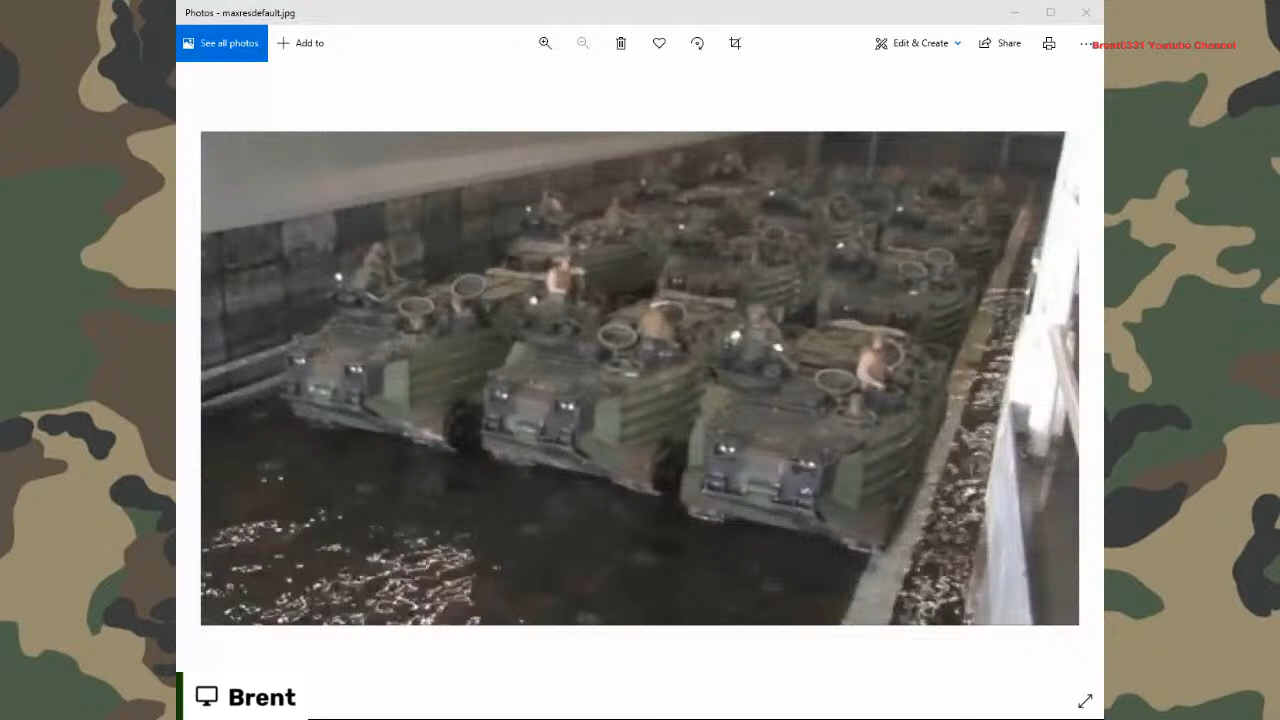 Photos - maxresdefault.jpg
See all photos
Add to
Edit & Create
Share
Brent0331 Youtube Channel
Brent